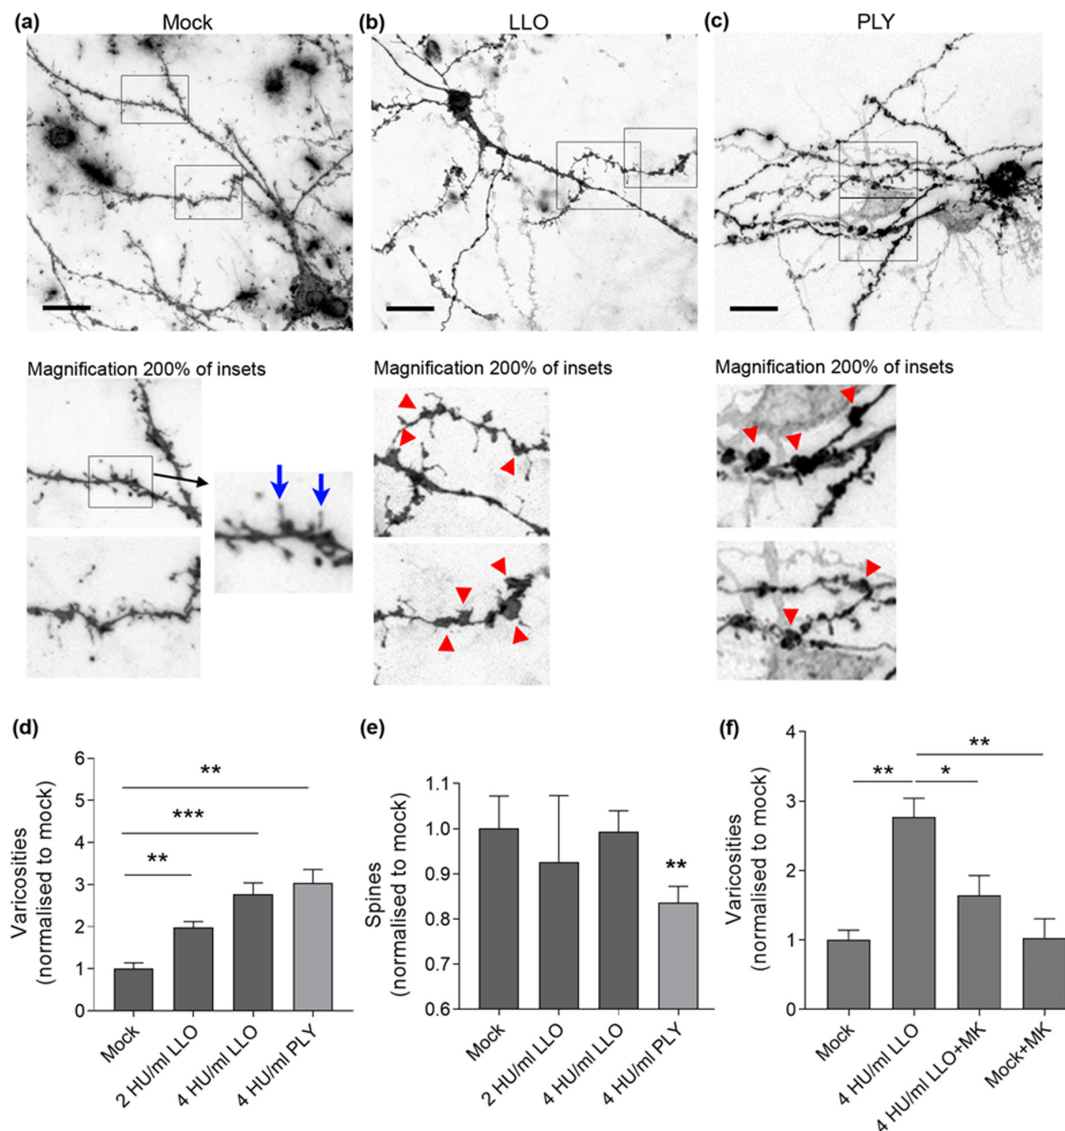 (a) Mock
(b) LLO
(c) PLY
Magnification 200% of insets
Magnification 200% of insets
Magnification 200% of insets
(d)
Varicosities
(normalised to mock)
6
5
4
3
2
1
0
**
***
**
Mock
2 HU/ml LLO
4 HU/ml LLO
4 HU/ml PLY
(e)
Spines
(normalised to mock)
1.1
1.0
0.9
0.8
0.7
0.6
**
Mock
2 HU/ml LLO
4 HU/ml LLO
4 HU/ml PLY
(f)
Varicosities
(normalised to mock)
4
3
2
1
0
**
** *
Mock
4 HU/ml LLO
4 HU/ml LLO+MK
Mock+MK